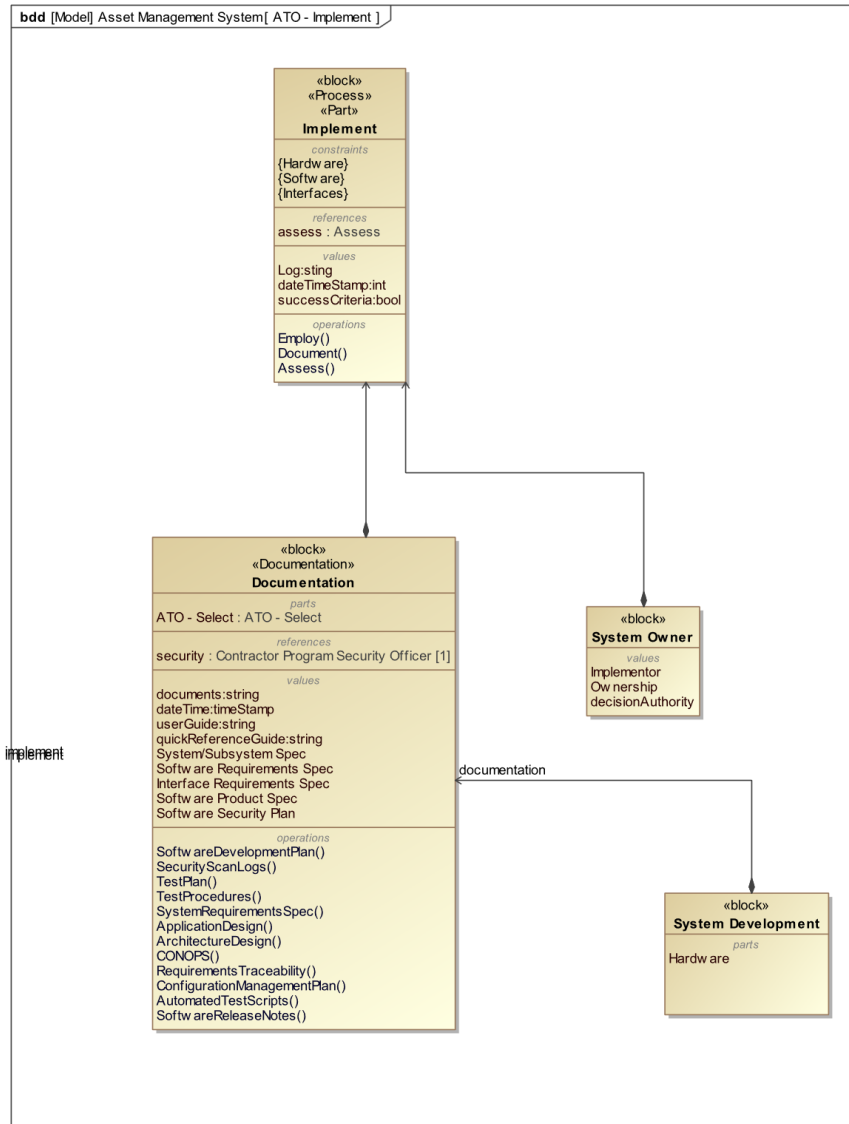 bdd [Model] Asset Management System[ ATO - Implement ]
«block»
«Process»
«Part»
Implement
constraints
{Hardware}
{Software}
{Interfaces}
references
assess : Assess
values
Log:sting
dateTimeStamp:int
successCriteria:bool
operations
Employ()
Document()
Assess()
«block»
«Documentation»
Documentation
parts
ATO - Select : ATO - Select
references
security : Contractor Program Security Officer [1]
values
documents:string
dateTime:timeStamp
userGuide:string
quickReferenceGuide:string
System/Subsystem Spec
Software Requirements Spec
Interface Requirements Spec
Software Product Spec
Software Security Plan
operations
SoftwareDevelopmentPlan()
SecurityScanLogs()
TestPlan()
TestProcedures()
SystemRequirementsSpec()
ApplicationDesign()
ArchitectureDesign()
CONOPS()
RequirementsTraceability()
ConfigurationManagementPlan()
AutomatedTestScripts()
SoftwareReleaseNotes()
«block»
System Owner
values
Implementor
Ownership
decisionAuthority
implement
implement
documentation
«block»
System Development
parts
Hardware